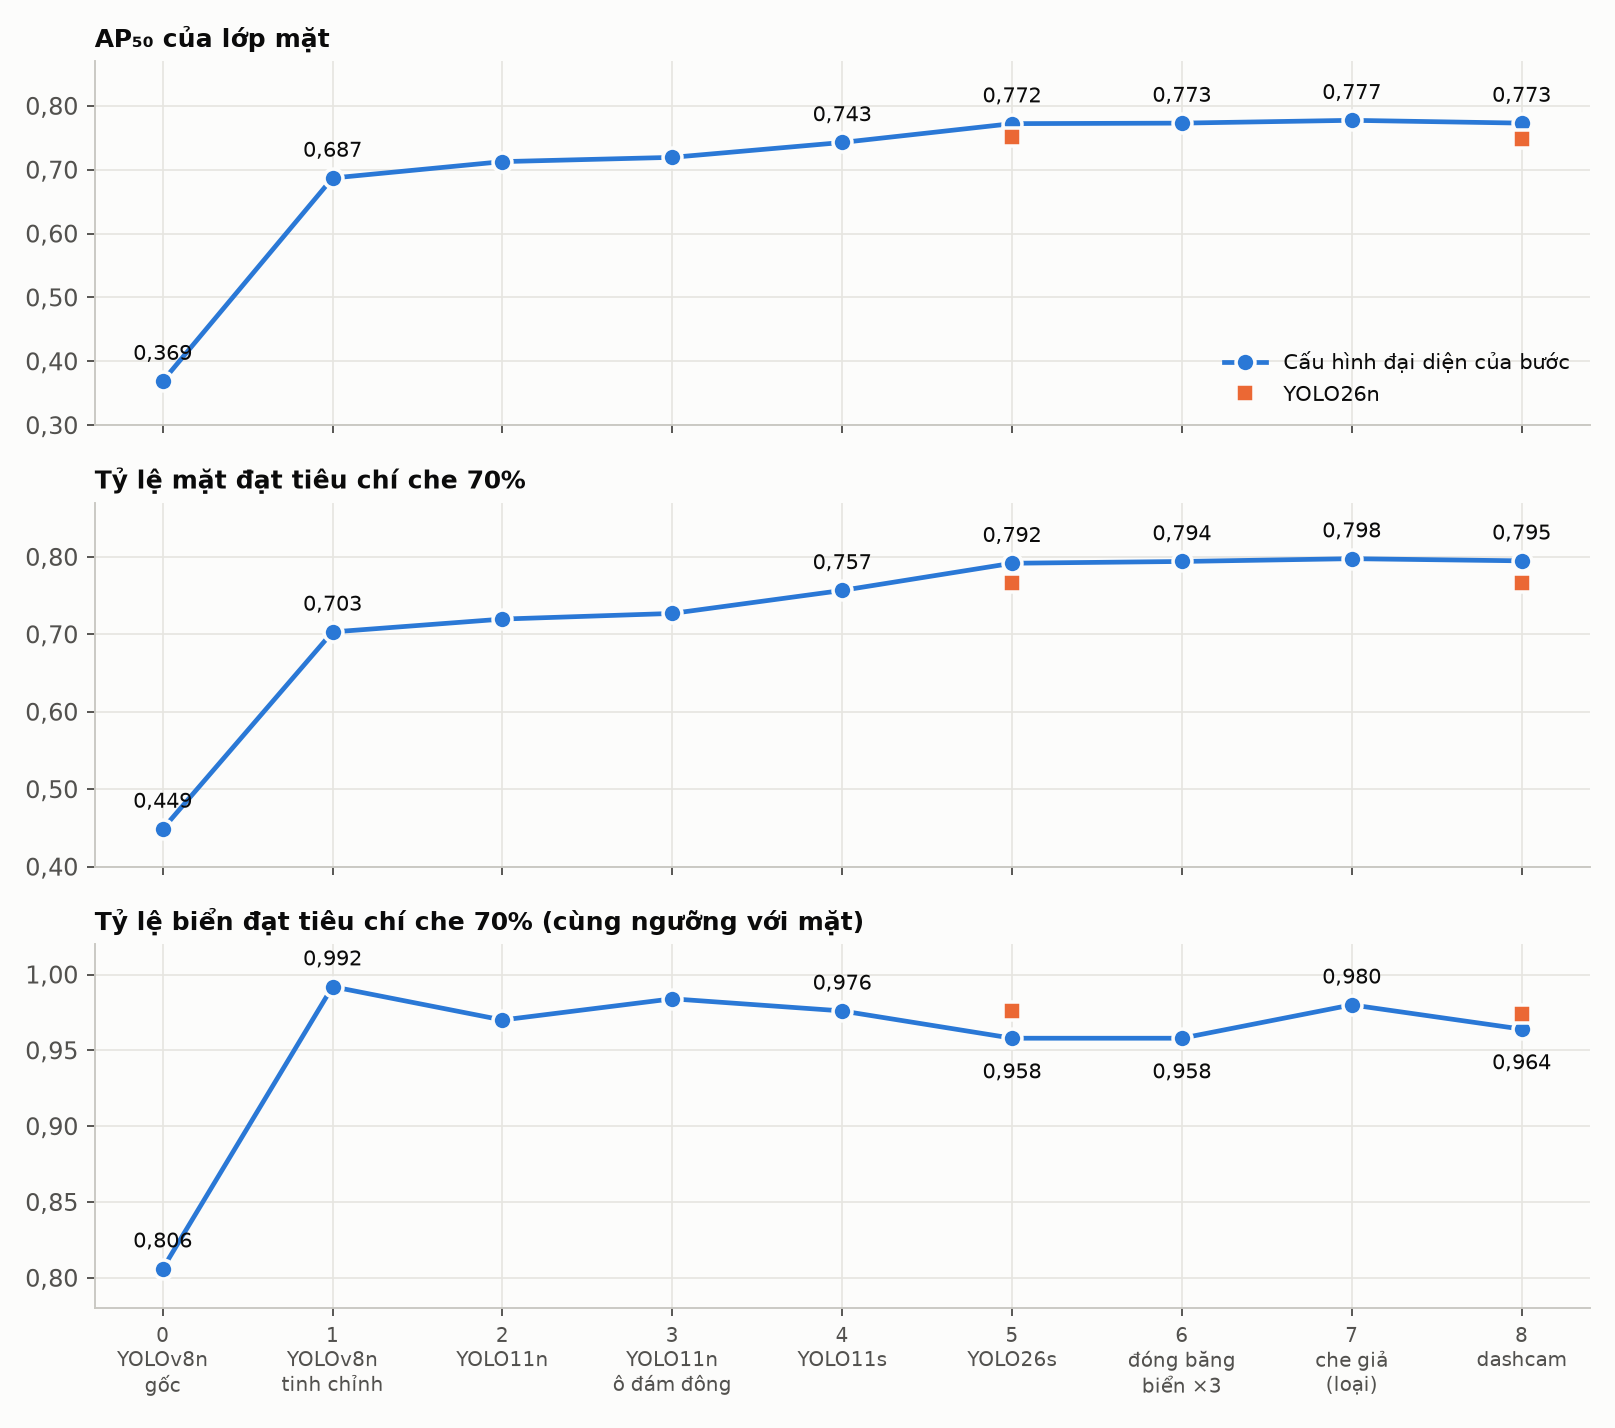 AP₅₀ của lớp mặt
0,80
0,70
0,60
0,50
0,40
0,30
0,369
0,687
0,743
0,772
0,773
0,777
0,773
Cấu hình đại diện của bước
YOLO26n
Tỷ lệ mặt đạt tiêu chí che 70%
0,80
0,70
0,60
0,50
0,40
0,449
0,703
0,757
0,792
0,794
0,798
0,795
Tỷ lệ biển đạt tiêu chí che 70% (cùng ngưỡng với mặt)
1,00
0,95
0,90
0,85
0,80
0,806
0,992
0,976
0,958
0,958
0,980
0,964
0
YOLOv8n
gốc
1
YOLOv8n
tinh chỉnh
2
YOLO11n
3
YOLO11n
ô đám đông
4
YOLO11s
5
YOLO26s
6
đóng băng
biển ×3
7
che giả
(loại)
8
dashcam